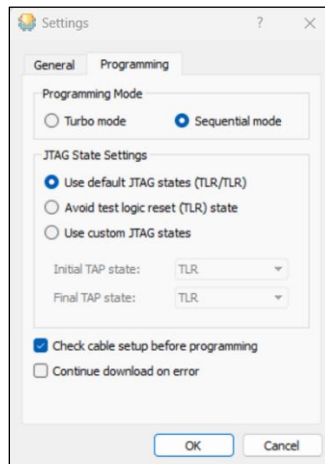 Settings ?
General Programming
Programming Mode
Turbo mode Sequential mode
JTAG State Settings
Use default JTAG states (TLR/TLR)
Avoid test logic reset (TLR) state
Use custom JTAG states
Initial TAP state: TLR
Final TAP state: TLR
Check cable setup before programming
Continue download on error
OK Cancel